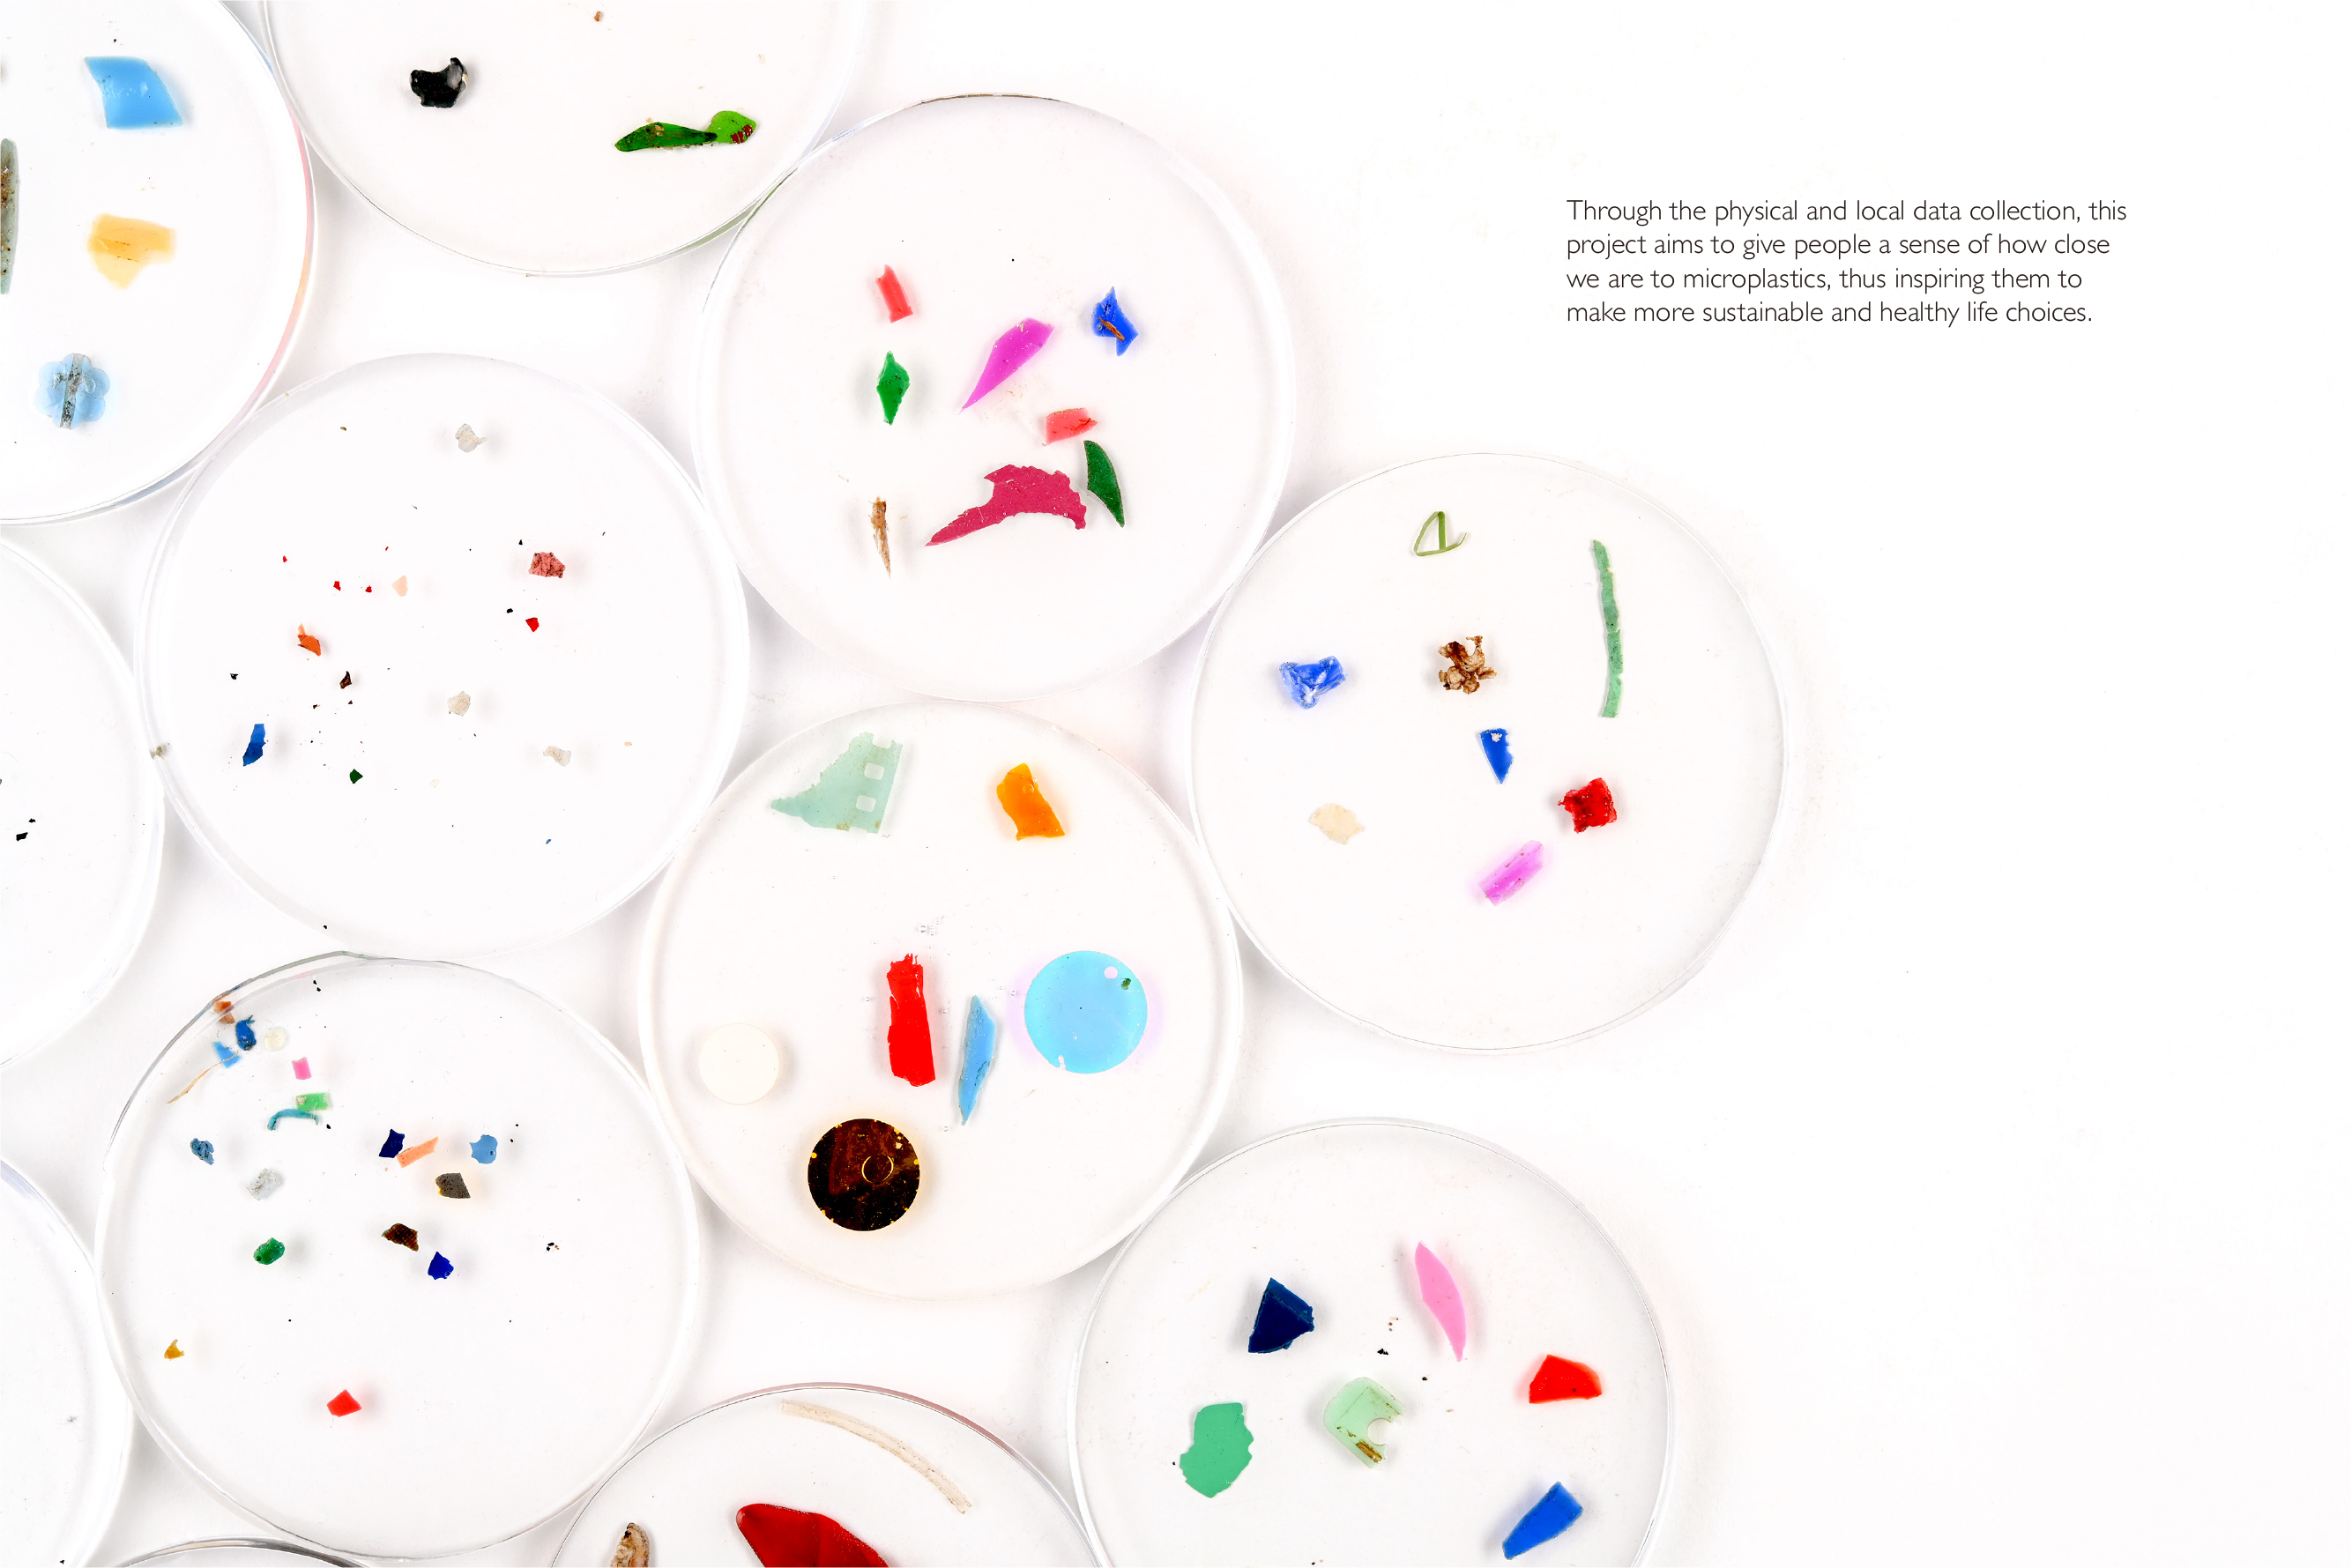 Through the physical and local data collection, this
project aims to give people a sense of how close
we are to microplastics, thus inspiring them to
make more sustainable and healthy life choices.